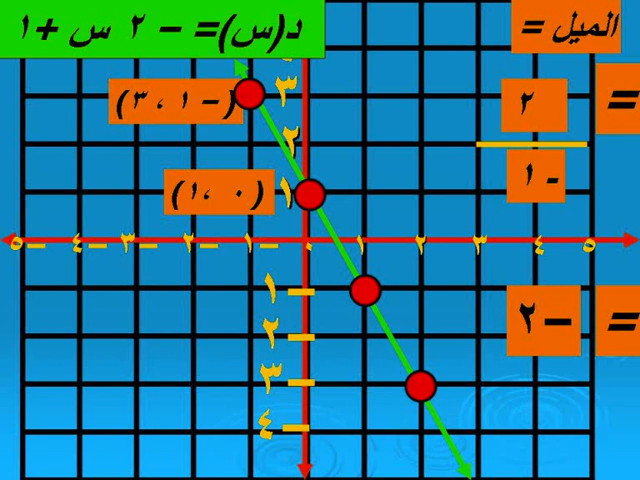 د(س)= – ٢ س +١
الميل =
(– ١ ، ٣)
=
٢
- ١
(٠ ،١)
= – ٢
٣
٢
١
–٥ –٤ –٣ –٢ –١ ٠ ١ ٢ ٣ ٤ ٥
–١
–٢
–٣
–٤